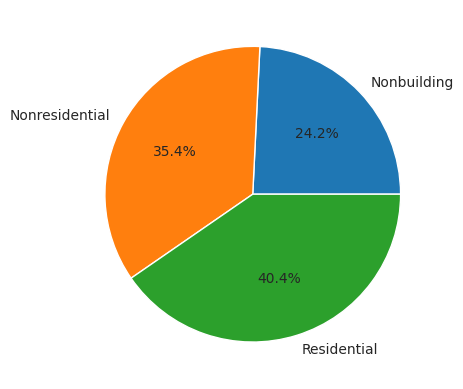 Nonbuilding
Nonresidential
24.2%
35.4%
40.4%
Residential